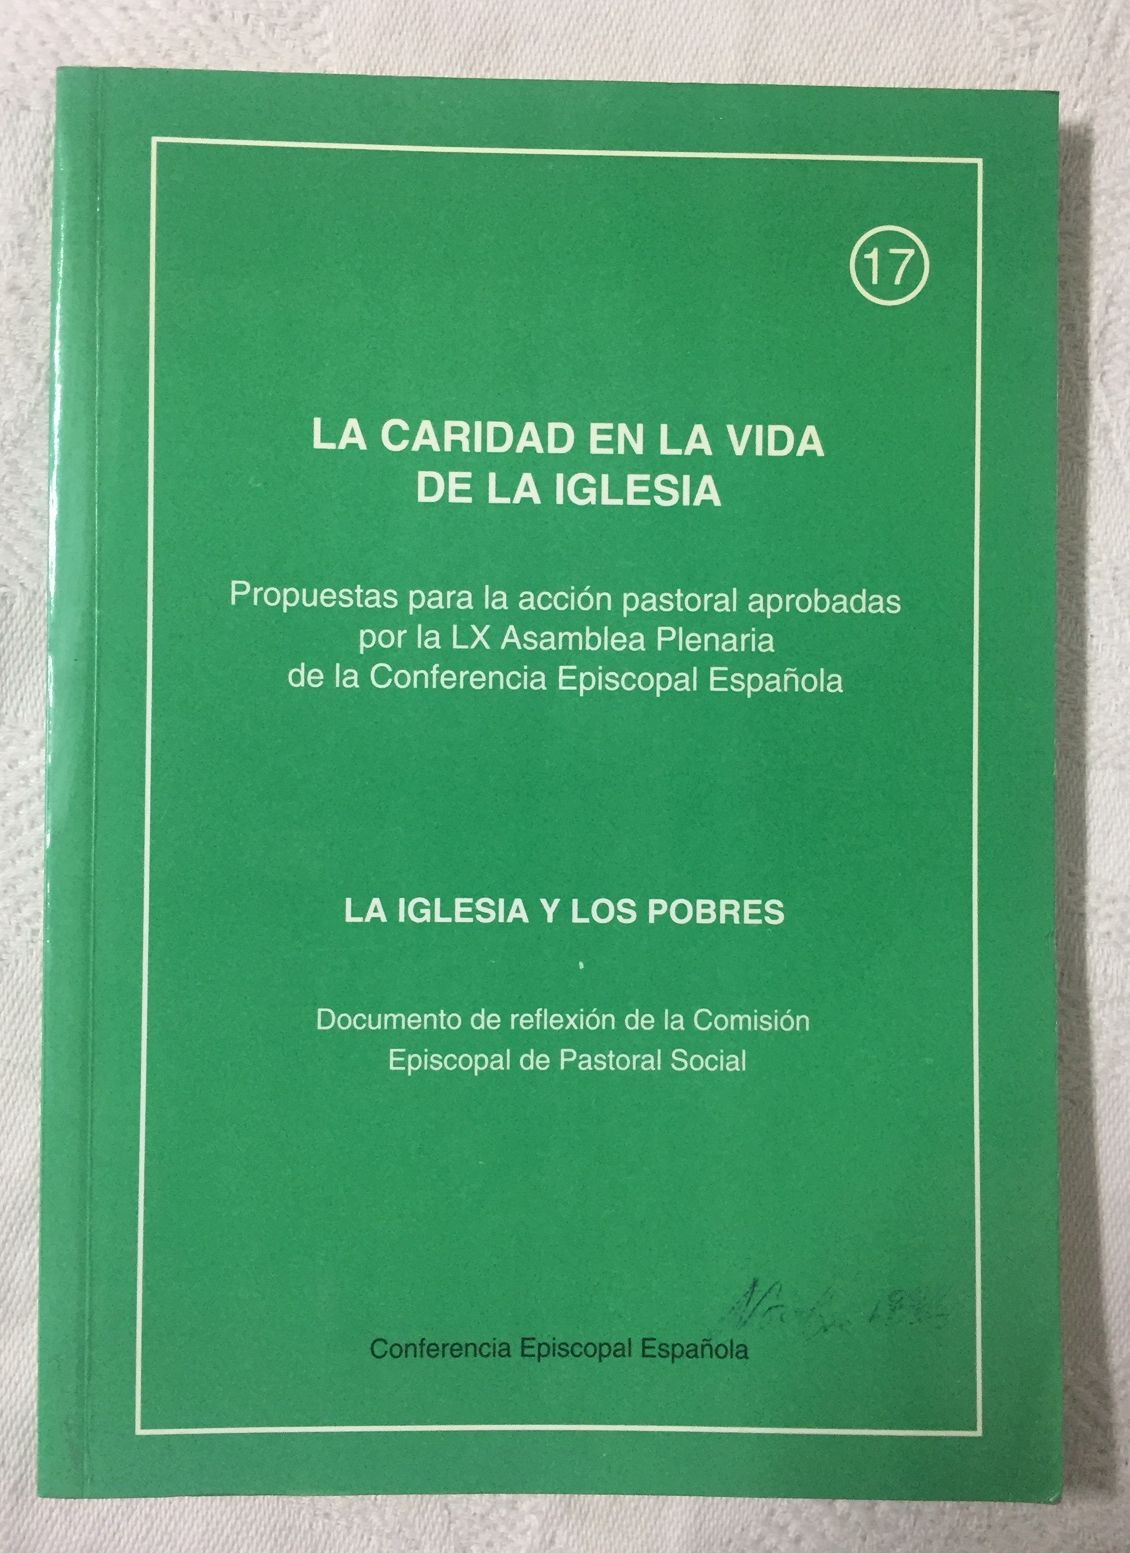 17
LA CARIDAD EN LA VIDA
DE LA IGLESIA
Propuestas para la acción pastoral aprobadas
por la LX Asamblea Plenaria
de la Conferencia Episcopal Española
LA IGLESIA Y LOS POBRES
Documento de reflexión de la Comisión
Episcopal de Pastoral Social
Conferencia Episcopal Española